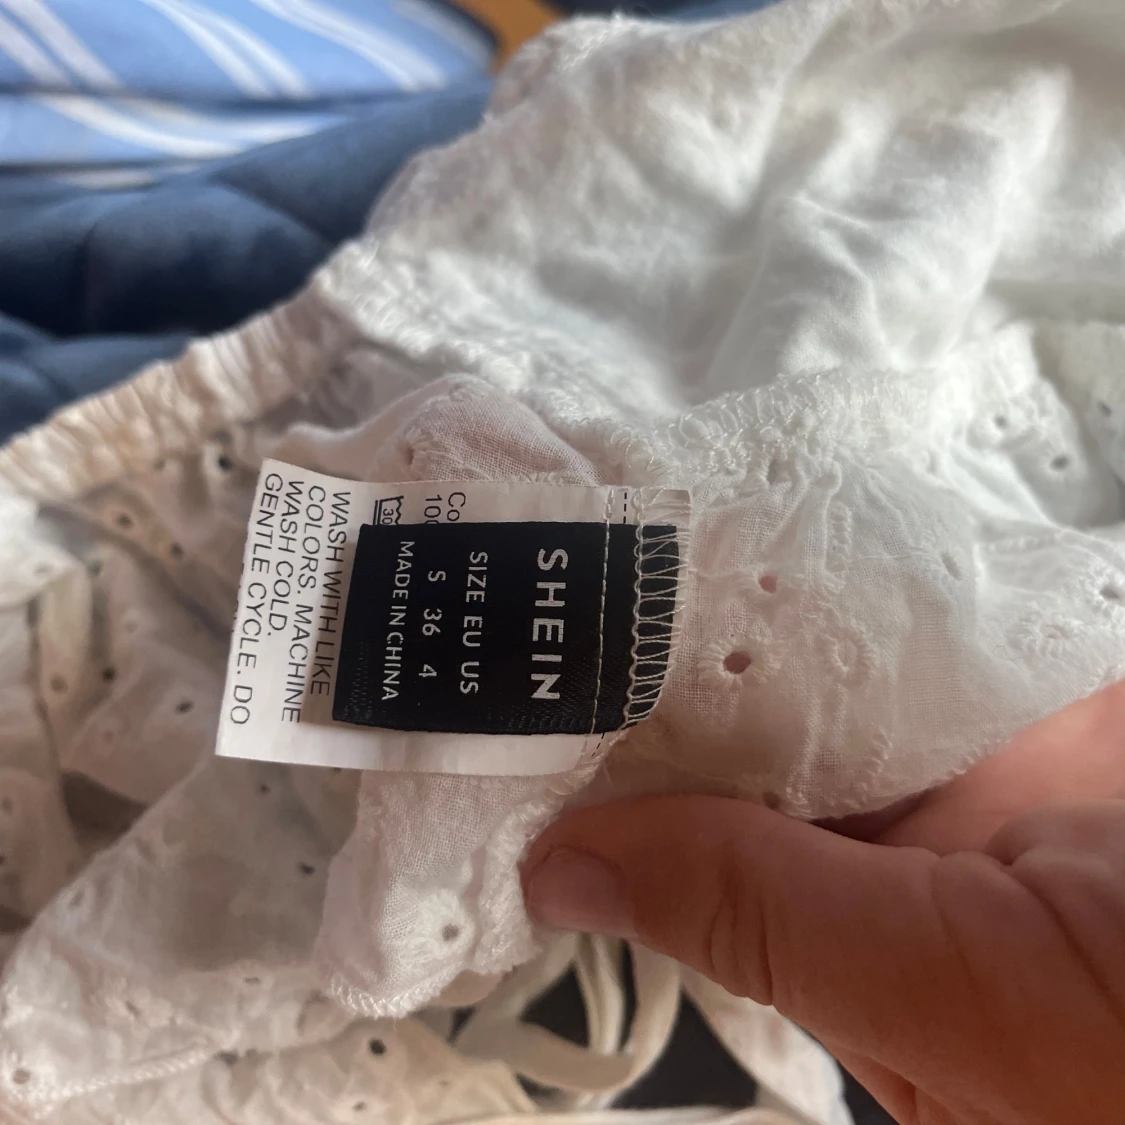 SHEIN
SIZE EU US
S 36 4
MADE IN CHINA
30
WASH WITH LIKE
COLORS. MACHINE
WASH COLD.
GENTLE CYCLE. DO